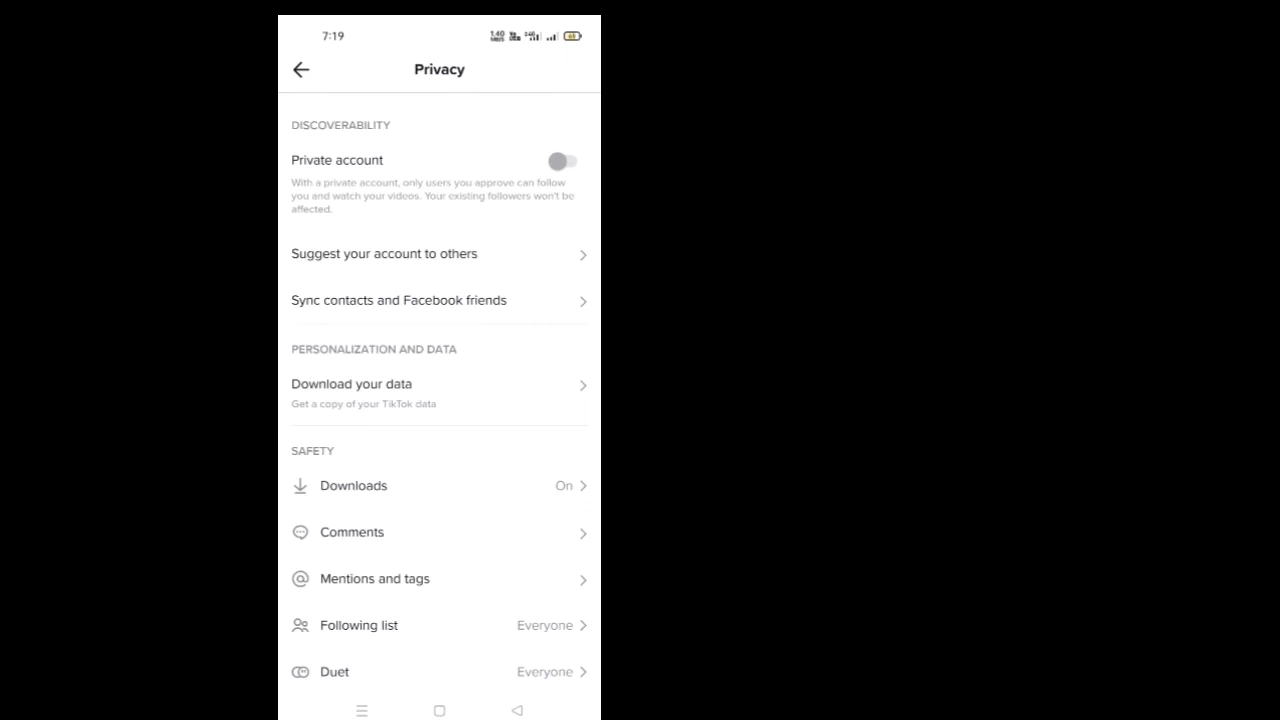 7:19
Privacy
DISCOVERABILITY
Private account
With a private account, only users you approve can follow
you and watch your videos. Your existing followers won't be
affected.
Suggest your account to others
Sync contacts and Facebook friends
PERSONALIZATION AND DATA
Download your data
Get a copy of your TikTok data
SAFETY
Downloads On
Comments
Mentions and tags
Following list Everyone
Duet Everyone